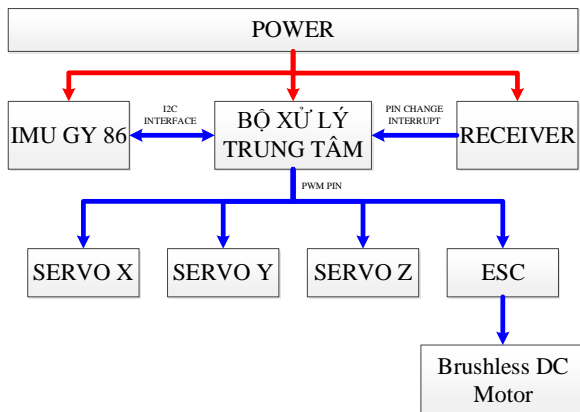 POWER
I2C
INTERFACE
PIN CHANGE
INTERRUPT
IMU GY 86
BỘ XỬ LÝ
TRUNG TÂM
RECEIVER
PWM PIN
SERVO X
SERVO Y
SERVO Z
ESC
Brushless DC
Motor